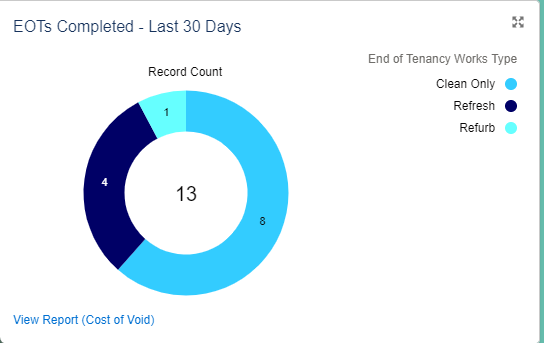 EOTs Completed - Last 30 Days
End of Tenancy Works Type
Record Count
Clean Only
Refresh
Refurb
1
4
13
8
View Report (Cost of Void)